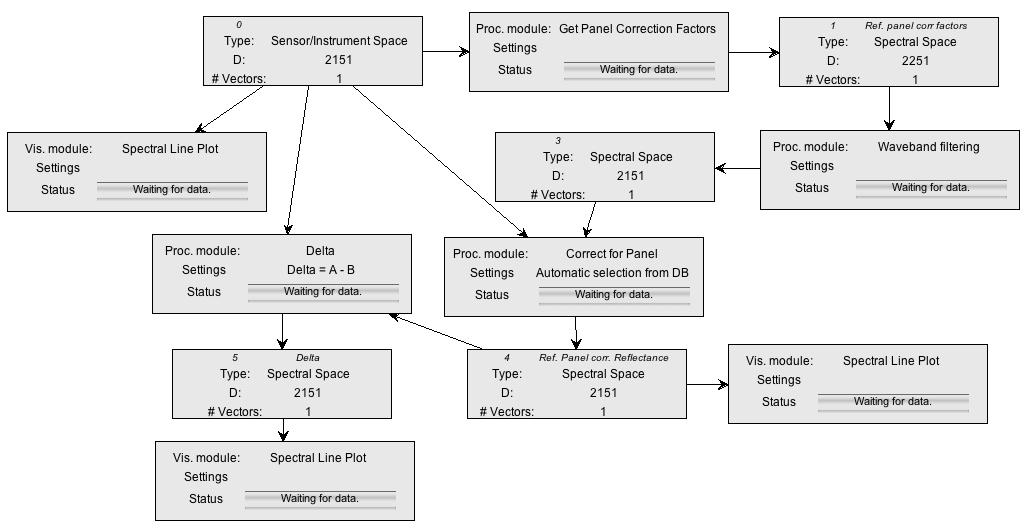 0
Type: Sensor/Instrument Space
D: 2151
# Vectors: 1
Proc. module: Get Panel Correction Factors
Settings
Status Waiting for data.
1 Ref. panel corr factors
Type: Spectral Space
D: 2251
# Vectors: 1
Vis. module: Spectral Line Plot
Settings
Status Waiting for data.
3
Type: Spectral Space
D: 2151
# Vectors: 1
Proc. module: Waveband filtering
Settings
Status Waiting for data.
Proc. module: Delta
Settings Delta = A - B
Status Waiting for data.
Proc. module: Correct for Panel
Settings Automatic selection from DB
Status Waiting for data.
5 Delta
Type: Spectral Space
D: 2151
# Vectors: 1
4 Ref. Panel corr. Reflectance
Type: Spectral Space
D: 2151
# Vectors: 1
Vis. module: Spectral Line Plot
Settings
Status Waiting for data.
Vis. module: Spectral Line Plot
Settings
Status Waiting for data.